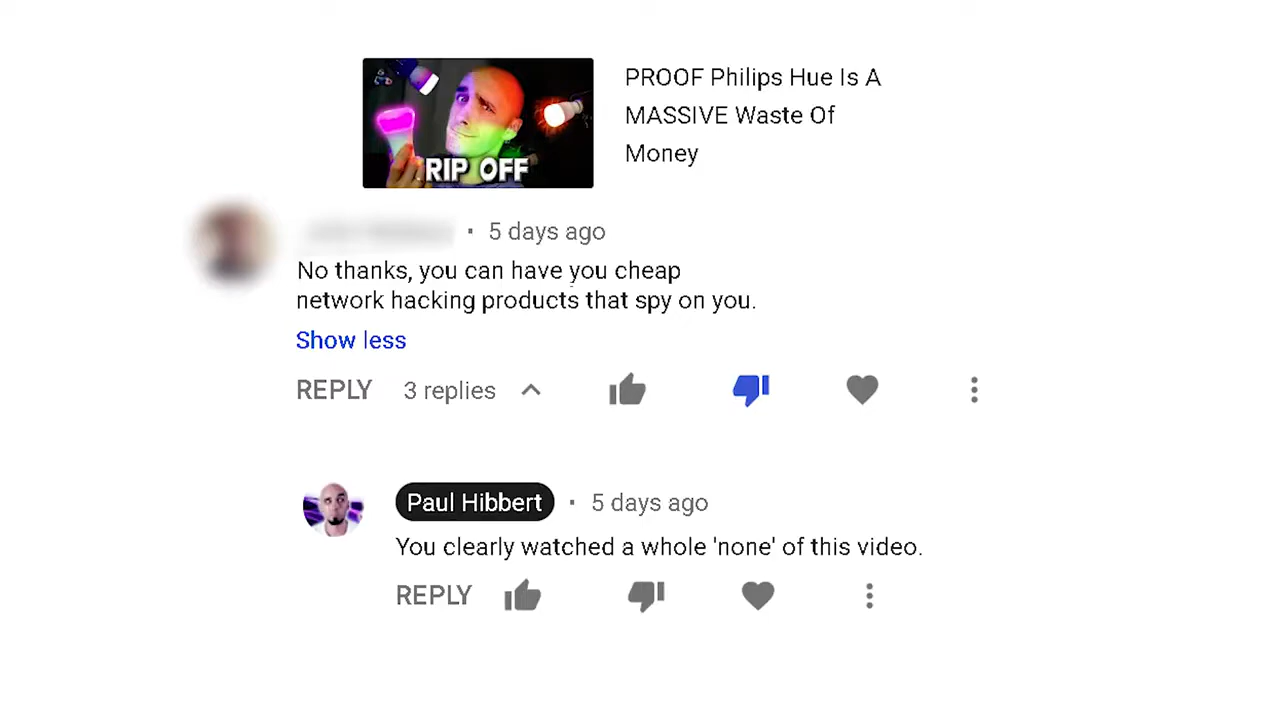 PROOF Philips Hue Is A
MASSIVE Waste Of
Money
RIP OFF
· 5 days ago
No thanks, you can have you cheap
network hacking products that spy on you.
Show less
REPLY 3 replies
Paul Hibbert · 5 days ago
You clearly watched a whole 'none' of this video.
REPLY